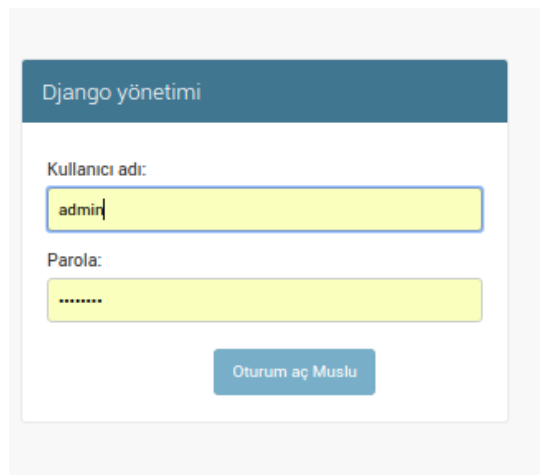 Django yönetimi
Kullanıcı adı:
admin
Parola:
••••••••
Oturum aç Muslu